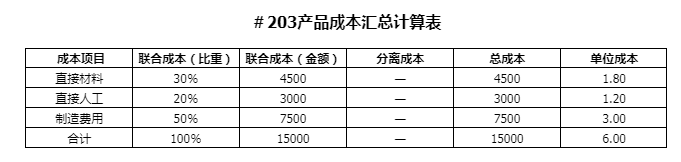 # 203产品成本汇总计算表
成本项目 联合成本（比重） 联合成本（金额） 分离成本 总成本 单位成本
直接材料 30% 4500 — 4500 1.80
直接人工 20% 3000 — 3000 1.20
制造费用 50% 7500 — 7500 3.00
合计 100% 15000 — 15000 6.00